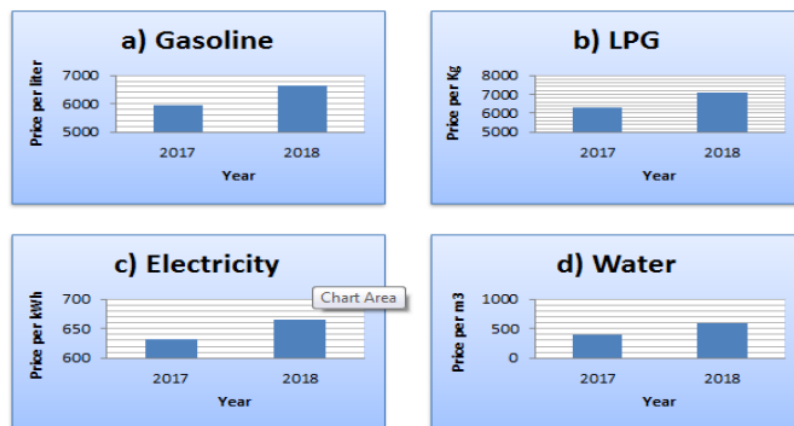 a) Gasoline
Price per liter
7000
6000
5000
2017 2018
Year
b) LPG
Price per Kg
8000
7000
6000
5000
2017 2018
Year
c) Electricity
Chart Area
Price per kWh
700
650
600
2017 2018
Year
d) Water
Price per m3
1000
500
0
2017 2018
Year